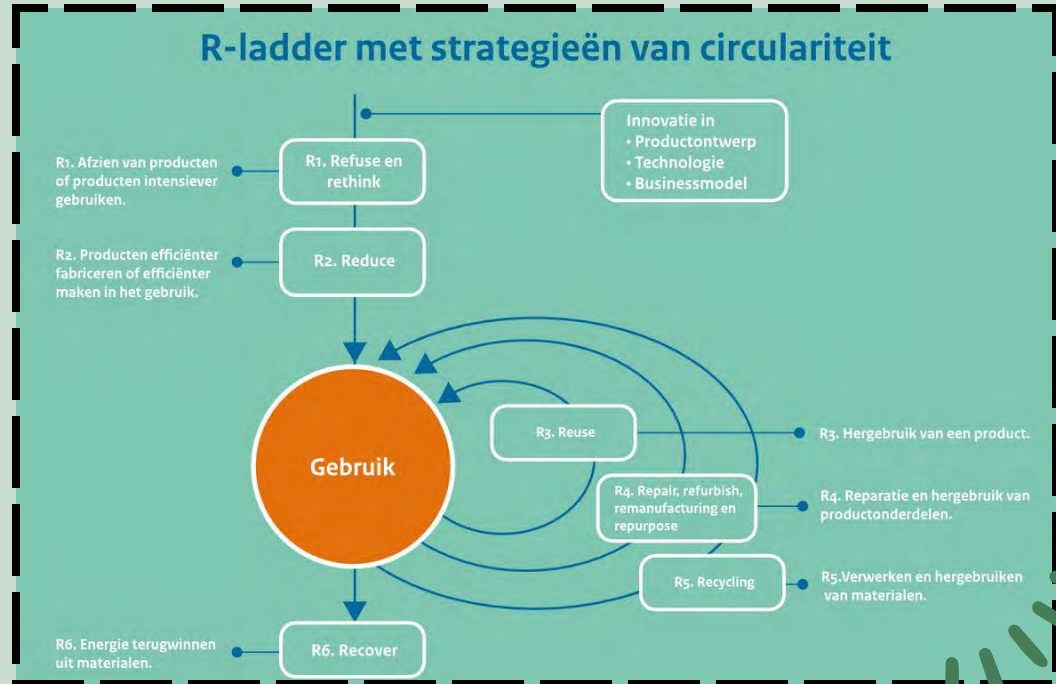 R-ladder met strategieën van circulariteit
Innovatie in
• Productontwerp
• Technologie
• Businessmodel
R1. Afzien van producten
of producten intensiever
gebruiken.
R1. Refuse en
rethink
R2. Producten efficiënter
fabriceren of efficiënter
maken in het gebruik.
R2. Reduce
Gebruik
R3. Reuse
R3. Hergebruik van een product.
R4. Repair, refurbish,
remanufacturing en
repurpose
R4. Reparatie en hergebruik van
productonderdelen.
R5. Recycling
R5.Verwerken en hergebruiken
van materialen.
R6. Energie terugwinnen
uit materialen.
R6. Recover